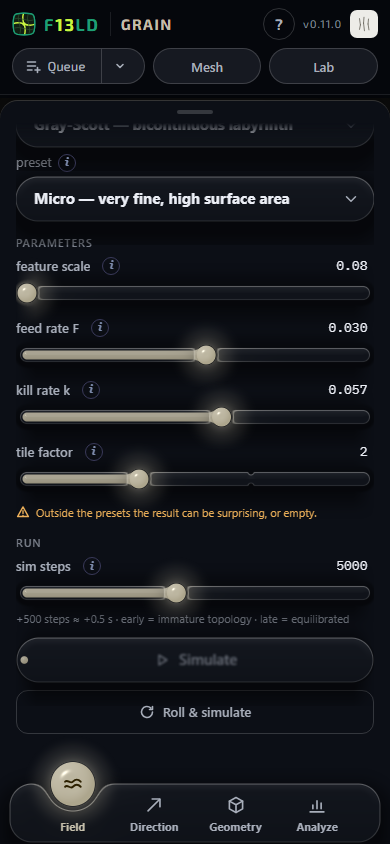 F13LD GRAIN ? v0.11.0
Queue Mesh Lab
Gray-Scott — bicontinuous labyrinth
preset i
Micro — very fine, high surface area
PARAMETERS
feature scale i 0.08
feed rate F i 0.030
kill rate k i 0.057
tile factor i 2
Outside the presets the result can be surprising, or empty.
RUN
sim steps i 5000
+500 steps ≈ +0.5 s · early = immature topology · late = equilibrated
Simulate
Roll & simulate
Field Direction Geometry Analyze